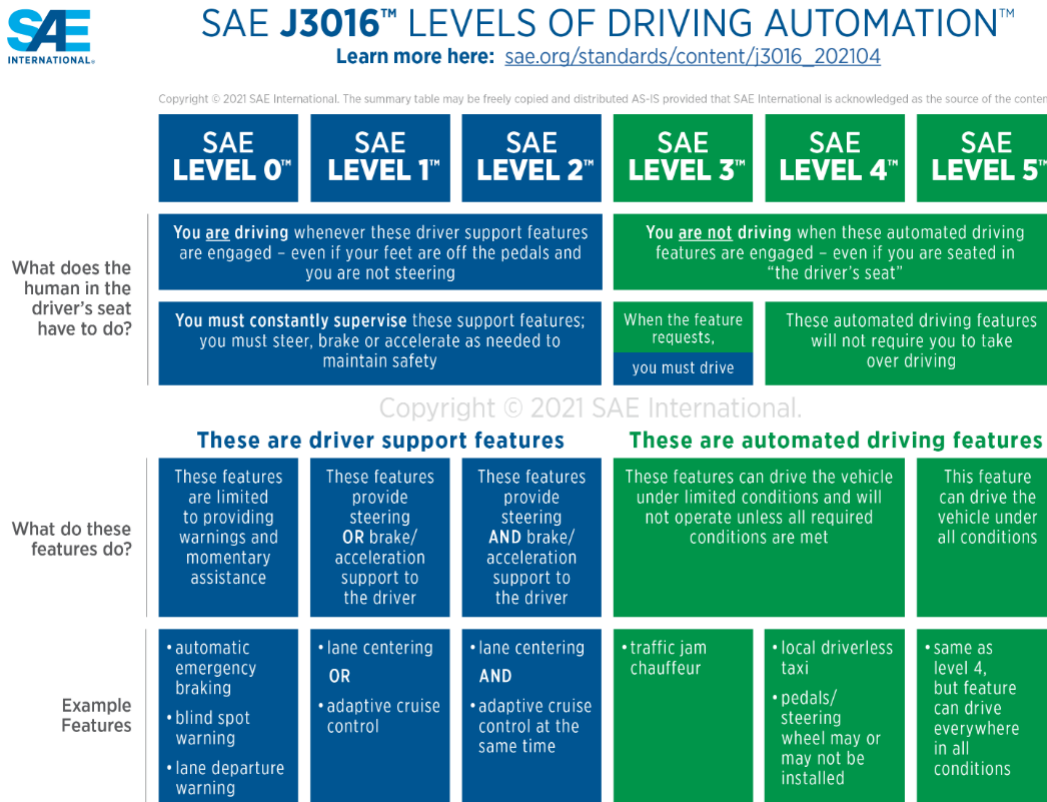 SAE
INTERNATIONAL®
SAE J3016™ LEVELS OF DRIVING AUTOMATION™
Learn more here: sae.org/standards/content/j3016_202104
Copyright © 2021 SAE International. The summary table may be freely copied and distributed AS-IS provided that SAE International is acknowledged as the source of the conten
SAE
LEVEL 0™
SAE
LEVEL 1™
SAE
LEVEL 2™
SAE
LEVEL 3™
SAE
LEVEL 4™
SAE
LEVEL 5™
What does the
human in the
driver's seat
have to do?
You are driving whenever these driver support features
are engaged – even if your feet are off the pedals and
you are not steering
You are not driving when these automated driving
features are engaged – even if you are seated in
“the driver's seat”
You must constantly supervise these support features;
you must steer, brake or accelerate as needed to
maintain safety
When the feature
requests,
you must drive
These automated driving features
will not require you to take
over driving
Copyright © 2021 SAE International.
These are driver support features
These are automated driving features
What do these
features do?
These features
are limited
to providing
warnings and
momentary
assistance
These features
provide
steering
OR brake/
acceleration
support to
the driver
These features
provide
steering
AND brake/
acceleration
support to
the driver
These features can drive the vehicle
under limited conditions and will
not operate unless all required
conditions are met
This feature
can drive the
vehicle under
all conditions
Example
Features
• automatic
emergency
braking
• blind spot
warning
• lane departure
warning
• lane centering
OR
• adaptive cruise
control
• lane centering
AND
• adaptive cruise
control at the
same time
• traffic jam
chauffeur
• local driverless
taxi
• pedals/
steering
wheel may or
may not be
installed
• same as
level 4,
but feature
can drive
everywhere
in all
conditions